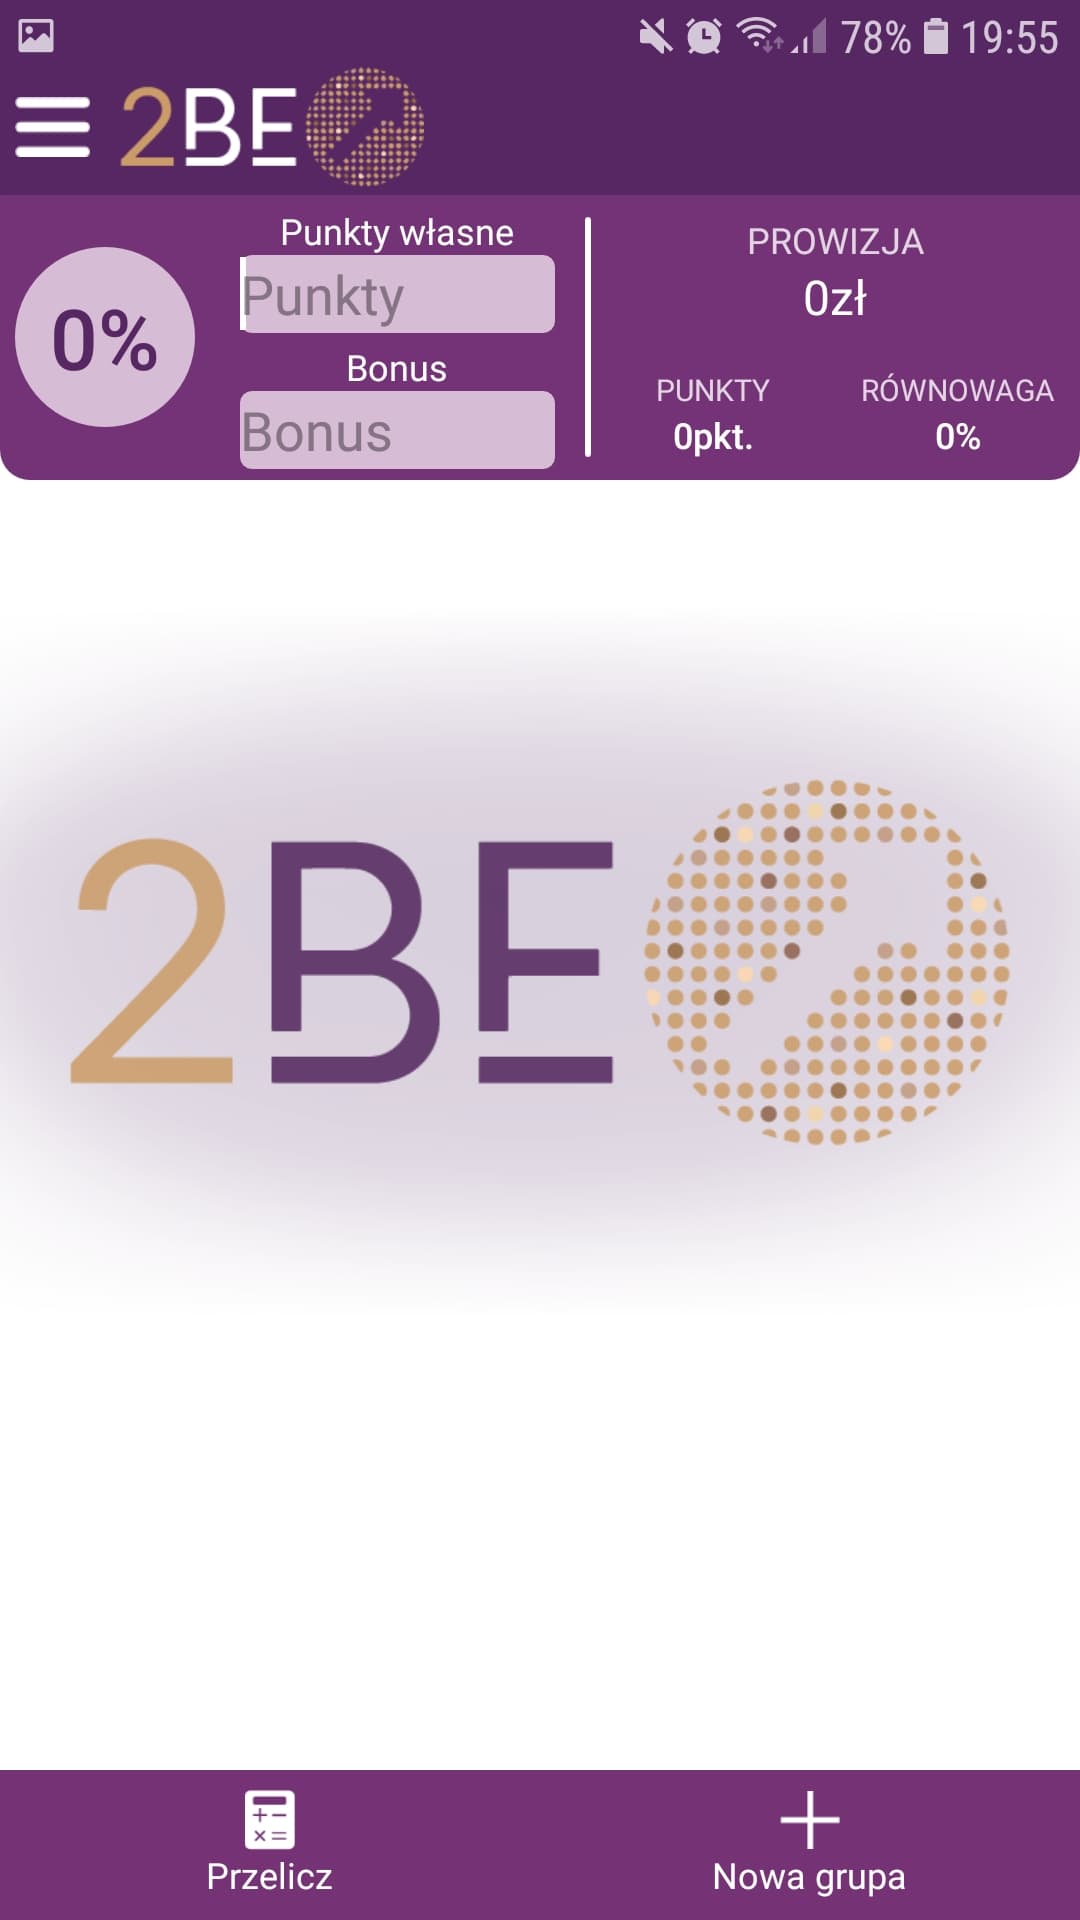 78% 19:55
2BE
Punkty własne
Punkty
Bonus
Bonus
0%
PROWIZJA
0zł
PUNKTY RÓWNOWAGA
0pkt. 0%
2BE
Przelicz Nowa grupa